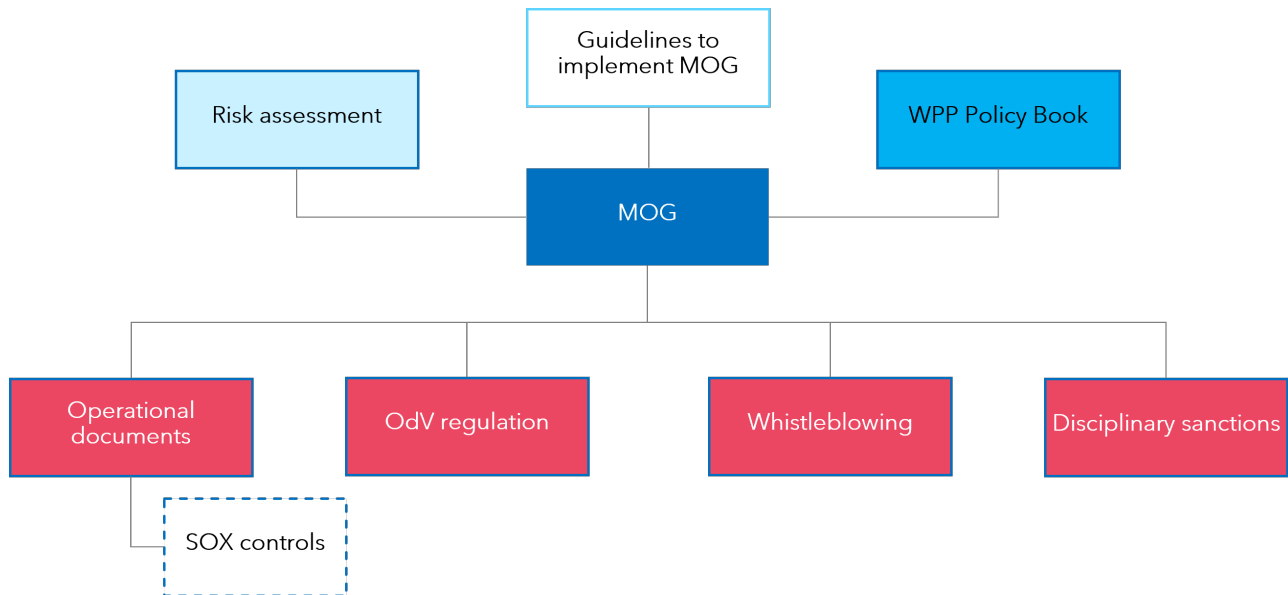 Guidelines to
implement MOG
Risk assessment
WPP Policy Book
MOG
Operational
documents
OdV regulation
Whistleblowing
Disciplinary sanctions
SOX controls